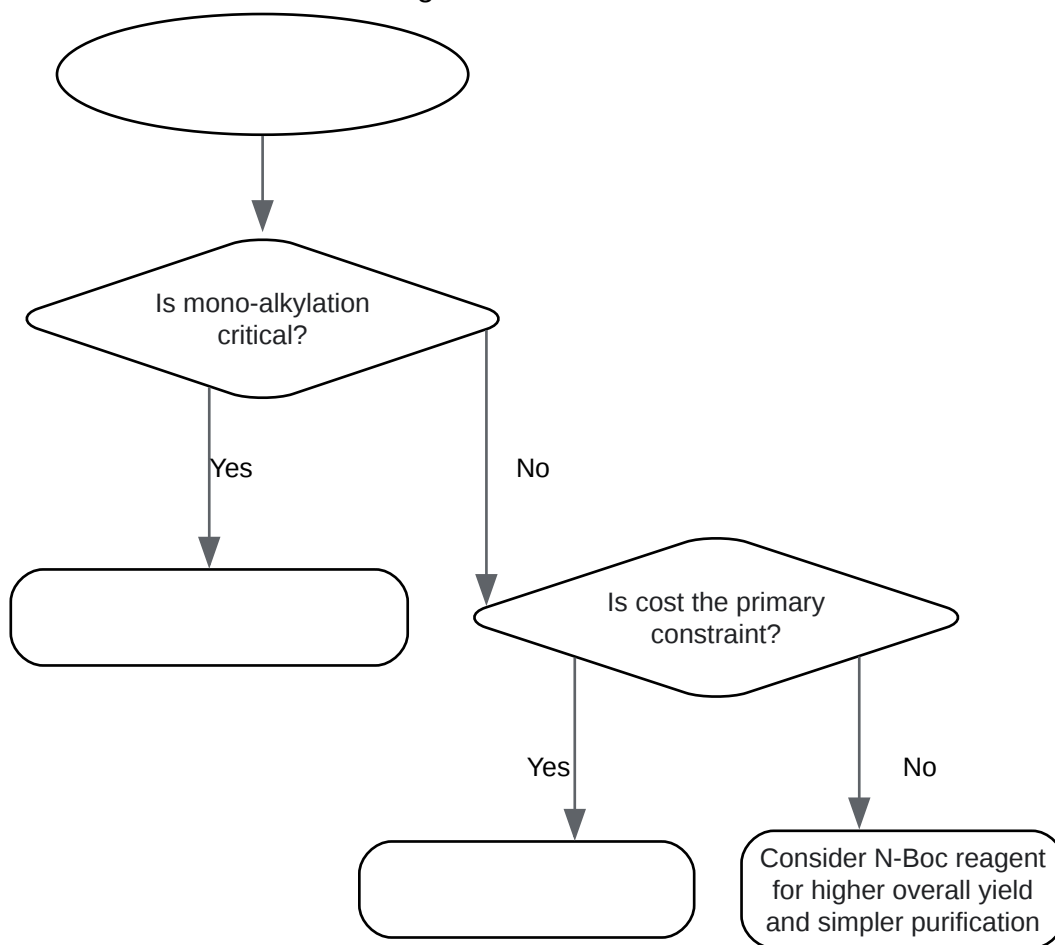 Is mono-alkylation
critical?
Yes
No
Is cost the primary
constraint?
Yes
No
Consider N-Boc reagent
for higher overall yield
and simpler purification